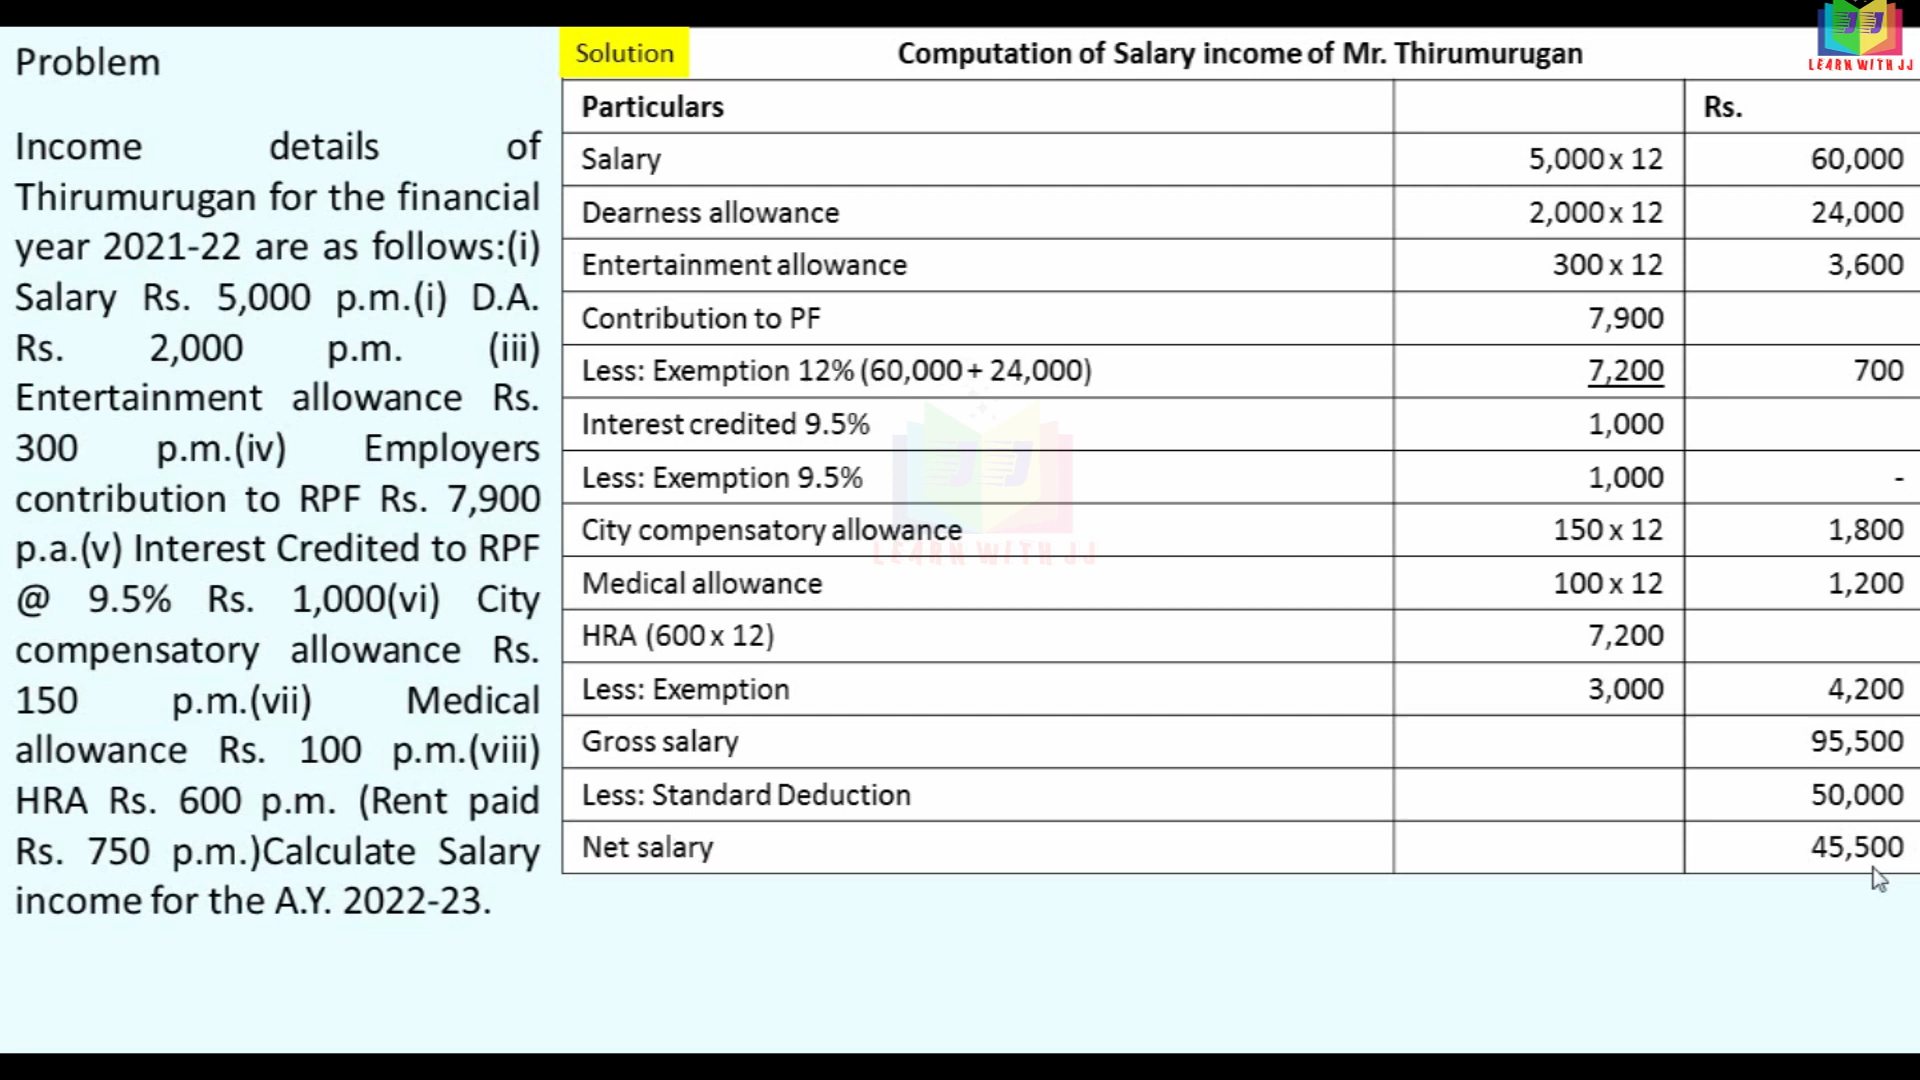 Problem
Income details of
Thirumurugan for the financial
year 2021-22 are as follows:(i)
Salary Rs. 5,000 p.m.(i) D.A.
Rs. 2,000 p.m. (iii)
Entertainment allowance Rs.
300 p.m.(iv) Employers
contribution to RPF Rs. 7,900
p.a.(v) Interest Credited to RPF
@ 9.5% Rs. 1,000(vi) City
compensatory allowance Rs.
150 p.m.(vii) Medical
allowance Rs. 100 p.m.(viii)
HRA Rs. 600 p.m. (Rent paid
Rs. 750 p.m.)Calculate Salary
income for the A.Y. 2022-23.
Solution
Computation of Salary income of Mr. Thirumurugan
JJ
LEARN WITH JJ
Particulars Rs.
Salary 5,000 x 12 60,000
Dearness allowance 2,000 x 12 24,000
Entertainment allowance 300 x 12 3,600
Contribution to PF 7,900
Less: Exemption 12% (60,000 + 24,000) 7,200 700
Interest credited 9.5% 1,000
Less: Exemption 9.5% 1,000 -
City compensatory allowance 150 x 12 1,800
Medical allowance 100 x 12 1,200
HRA (600 x 12) 7,200
Less: Exemption 3,000 4,200
Gross salary 95,500
Less: Standard Deduction 50,000
Net salary 45,500
JJ
LEARN WITH JJ